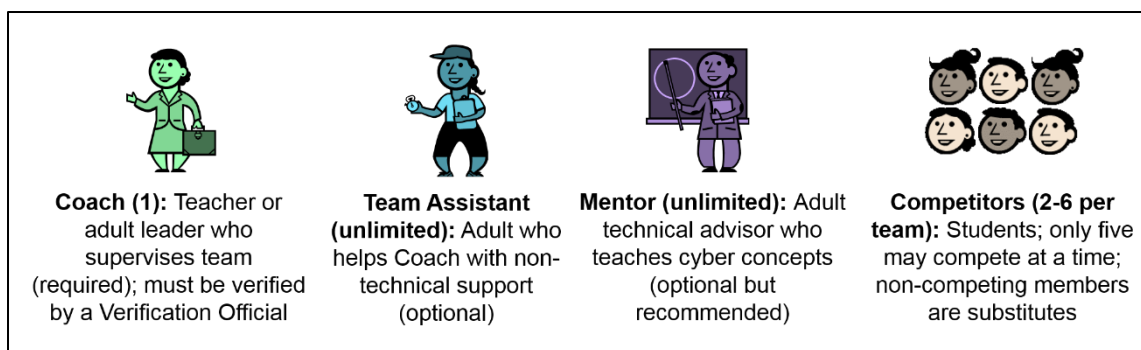 Coach (1): Teacher or
adult leader who
supervises team
(required); must be verified
by a Verification Official
Team Assistant
(unlimited): Adult who
helps Coach with non-
technical support
(optional)
Mentor (unlimited): Adult
technical advisor who
teaches cyber concepts
(optional but
recommended)
Competitors (2-6 per
team): Students; only five
may compete at a time;
non-competing members
are substitutes